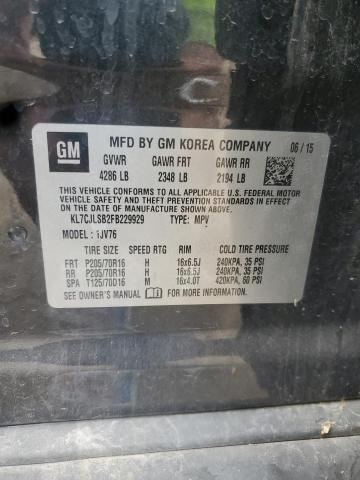 GM MFD BY GM KOREA COMPANY 06/15
GVWR GAWR FRT GAWR RR
4286 LB 2348 LB 2194 LB
THIS VEHICLE CONFORMS TO ALL APPLICABLE U.S. FEDERAL MOTOR
VEHICLE SAFETY, BUMPER, AND THEFT PREVENTION STANDARDS IN EFFECT ON
THE DATE OF MANUFACTURE SHOWN ABOVE.
KL7CJLSB2FB229929 TYPE: MPV
MODEL: 1JV76
TIRE SIZE SPEED RTG RIM COLD TIRE PRESSURE
FRT P205/70R16 H 16x6.5J 240KPA, 35 PSI
RR P205/70R16 H 16x6.5J 240KPA, 35 PSI
SPA T125/70D16 M 16x4.0T 420KPA, 60 PSI
SEE OWNER'S MANUAL FOR MORE INFORMATION.